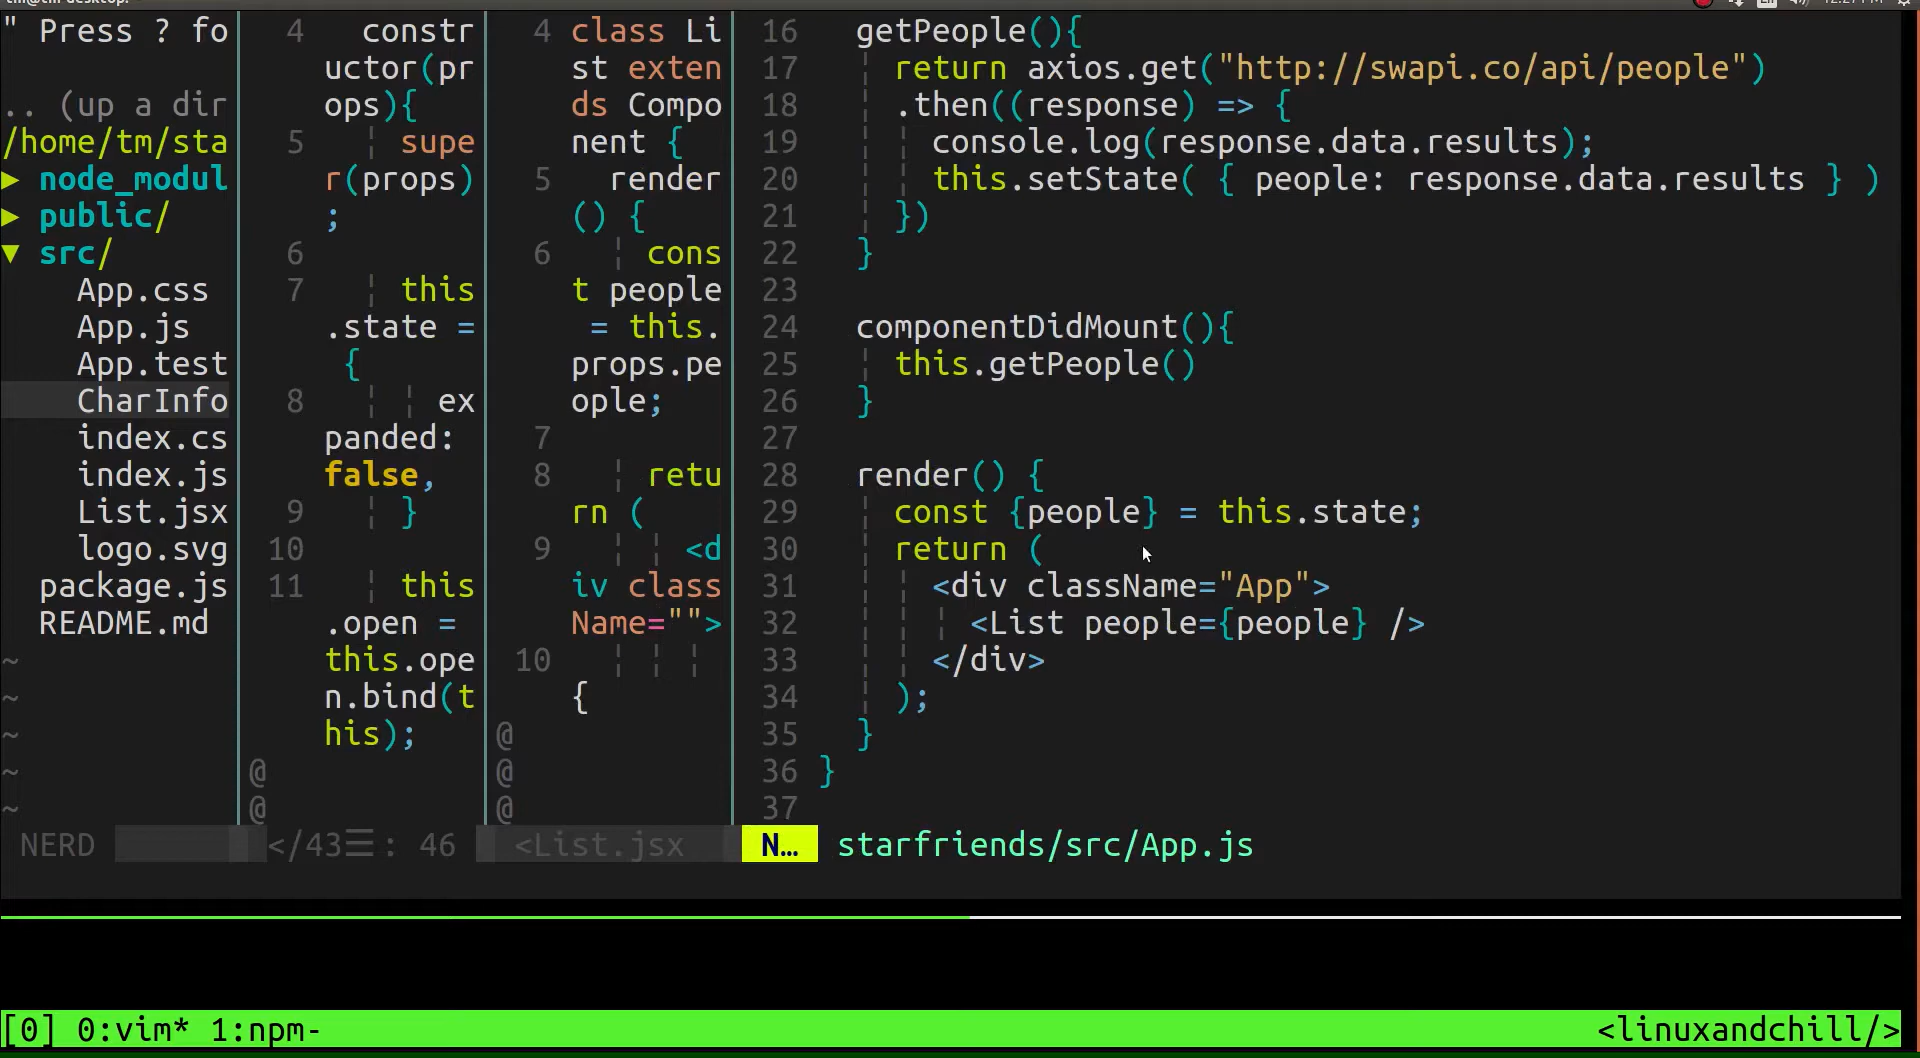 " Press ? fo
.. (up a dir
/home/tm/sta
▶ node_modul
▶ public/
▼ src/
App.css
App.js
App.test
CharInfo
index.cs
index.js
List.jsx
logo.svg
package.js
README.md
~
~
~
~
~
4 constr
uctor(pr
ops){
5 ¦ supe
r(props)
;
6
7 ¦ this
.state =
{
8 ¦ ¦ ex
panded:
false,
9 ¦ }
10
11 ¦ this
.open =
this.ope
n.bind(t
his);
@
@
4 class Li
st exten
ds Compo
nent {
5 render
() {
6 ¦ cons
t people
= this.
props.pe
ople;
7
8 ¦ retu
rn (
9 ¦ ¦ <d
iv class
Name="">
10 ¦ ¦ ¦
{
@
@
@
16 getPeople(){
17 ¦ return axios.get("http://swapi.co/api/people")
18 ¦ .then((response) => {
19 ¦ ¦ console.log(response.data.results);
20 ¦ ¦ this.setState( { people: response.data.results } )
21 ¦ })
22 }
23
24 componentDidMount(){
25 ¦ this.getPeople()
26 }
27
28 render() {
29 ¦ const {people} = this.state;
30 ¦ return (
31 ¦ ¦ <div className="App">
32 ¦ ¦ ¦ <List people={people} />
33 ¦ ¦ </div>
34 ¦ );
35 }
36 }
37
NERD </43☰: 46 <List.jsx N… starfriends/src/App.js
[0] 0:vim* 1:npm- <linuxandchill/>